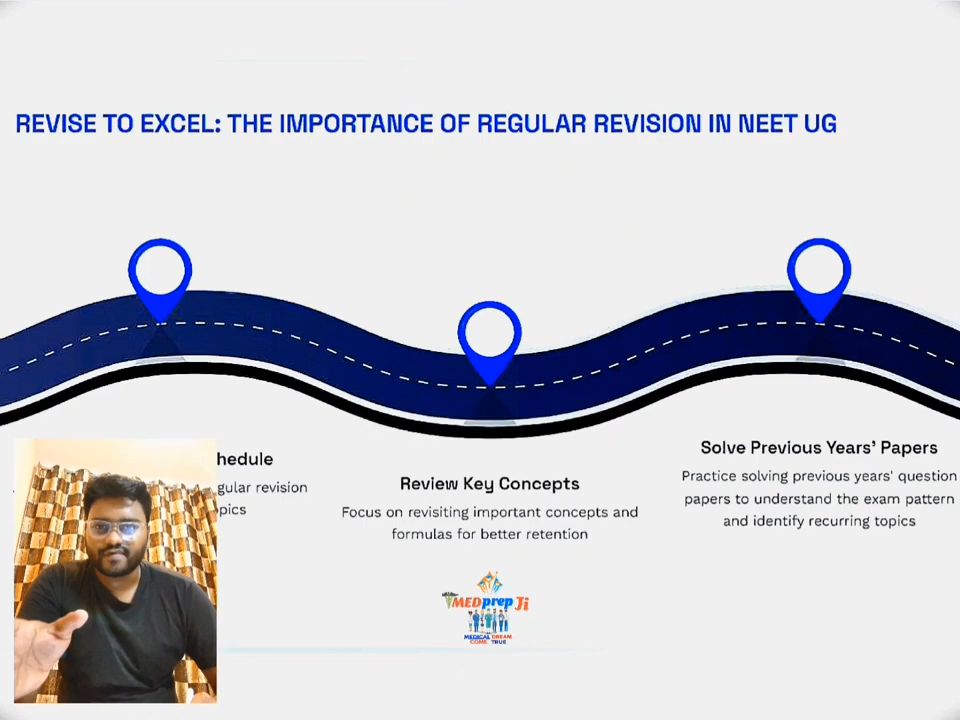 REVISE TO EXCEL: THE IMPORTANCE OF REGULAR REVISION IN NEET UG
hedule
gular revision
pics
Review Key Concepts
Focus on revisiting important concepts and
formulas for better retention
Solve Previous Years' Papers
Practice solving previous years' question
papers to understand the exam pattern
and identify recurring topics
MEDprep Ji
MEDICAL DREAM
COME TRUE